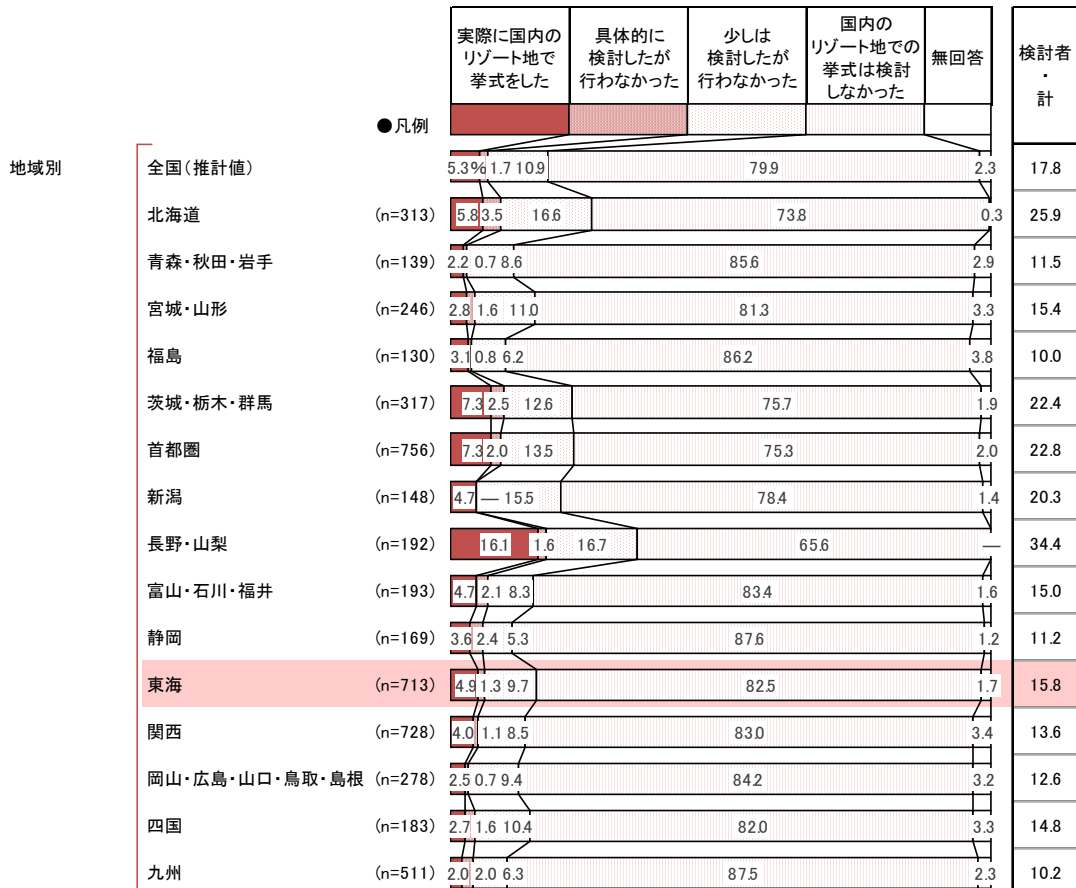 実際に国内の
リゾート地で
挙式をした
具体的に
検討したが
行わなかった
少しは
検討したが
行わなかった
国内の
リゾート地での
挙式は検討
しなかった
無回答
検討者
・
計
●凡例
地域別
全国(推計値) 5.3% 1.7 10.9 79.9 2.3 17.8
北海道 (n=313) 5.8 3.5 16.6 73.8 0.3 25.9
青森・秋田・岩手 (n=139) 2.2 0.7 8.6 85.6 2.9 11.5
宮城・山形 (n=246) 2.8 1.6 11.0 81.3 3.3 15.4
福島 (n=130) 3.1 0.8 6.2 86.2 3.8 10.0
茨城・栃木・群馬 (n=317) 7.3 2.5 12.6 75.7 1.9 22.4
首都圏 (n=756) 7.3 2.0 13.5 75.3 2.0 22.8
新潟 (n=148) 4.7 ― 15.5 78.4 1.4 20.3
長野・山梨 (n=192) 16.1 1.6 16.7 65.6 ― 34.4
富山・石川・福井 (n=193) 4.7 2.1 8.3 83.4 1.6 15.0
静岡 (n=169) 3.6 2.4 5.3 87.6 1.2 11.2
東海 (n=713) 4.9 1.3 9.7 82.5 1.7 15.8
関西 (n=728) 4.0 1.1 8.5 83.0 3.4 13.6
岡山・広島・山口・鳥取・島根 (n=278) 2.5 0.7 9.4 84.2 3.2 12.6
四国 (n=183) 2.7 1.6 10.4 82.0 3.3 14.8
九州 (n=511) 2.0 2.0 6.3 87.5 2.3 10.2